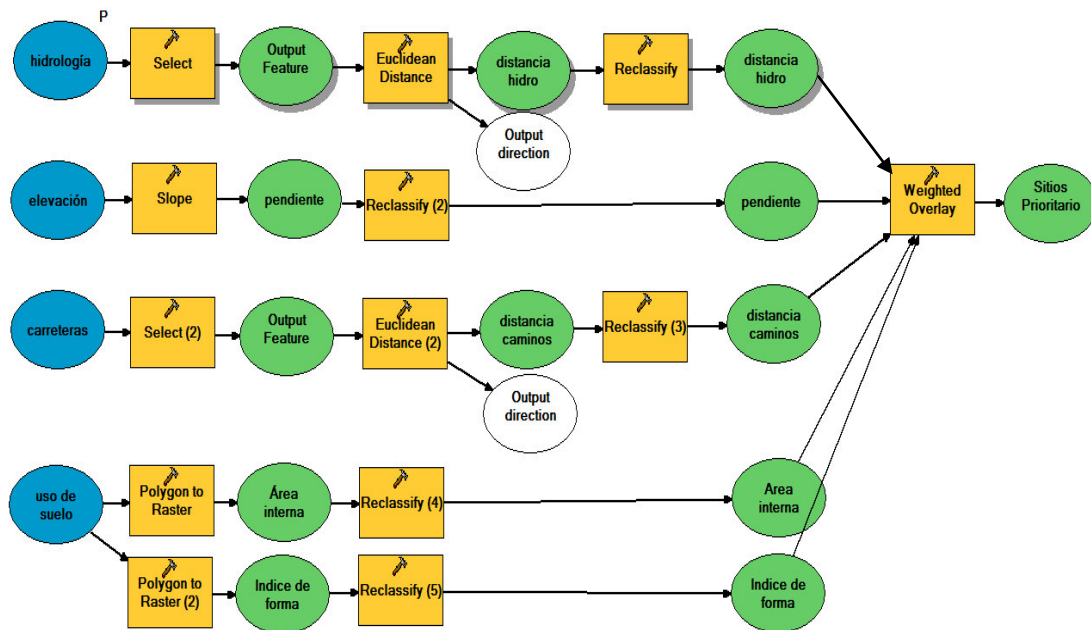 P
hidrología
Select
Output
Feature
Euclidean
Distance
distancia
hidro
Reclassify
distancia
hidro
Output
direction
elevación
Slope
pendiente
Reclassify (2)
pendiente
Weighted
Overlay
Sitios
Prioritario
carreteras
Select (2)
Output
Feature
Euclidean
Distance (2)
distancia
caminos
Reclassify (3)
distancia
caminos
Output
direction
uso de
suelo
Polygon to
Raster
Área
interna
Reclassify (4)
Area
interna
Polygon to
Raster (2)
Indice de
forma
Reclassify (5)
Indice de
forma